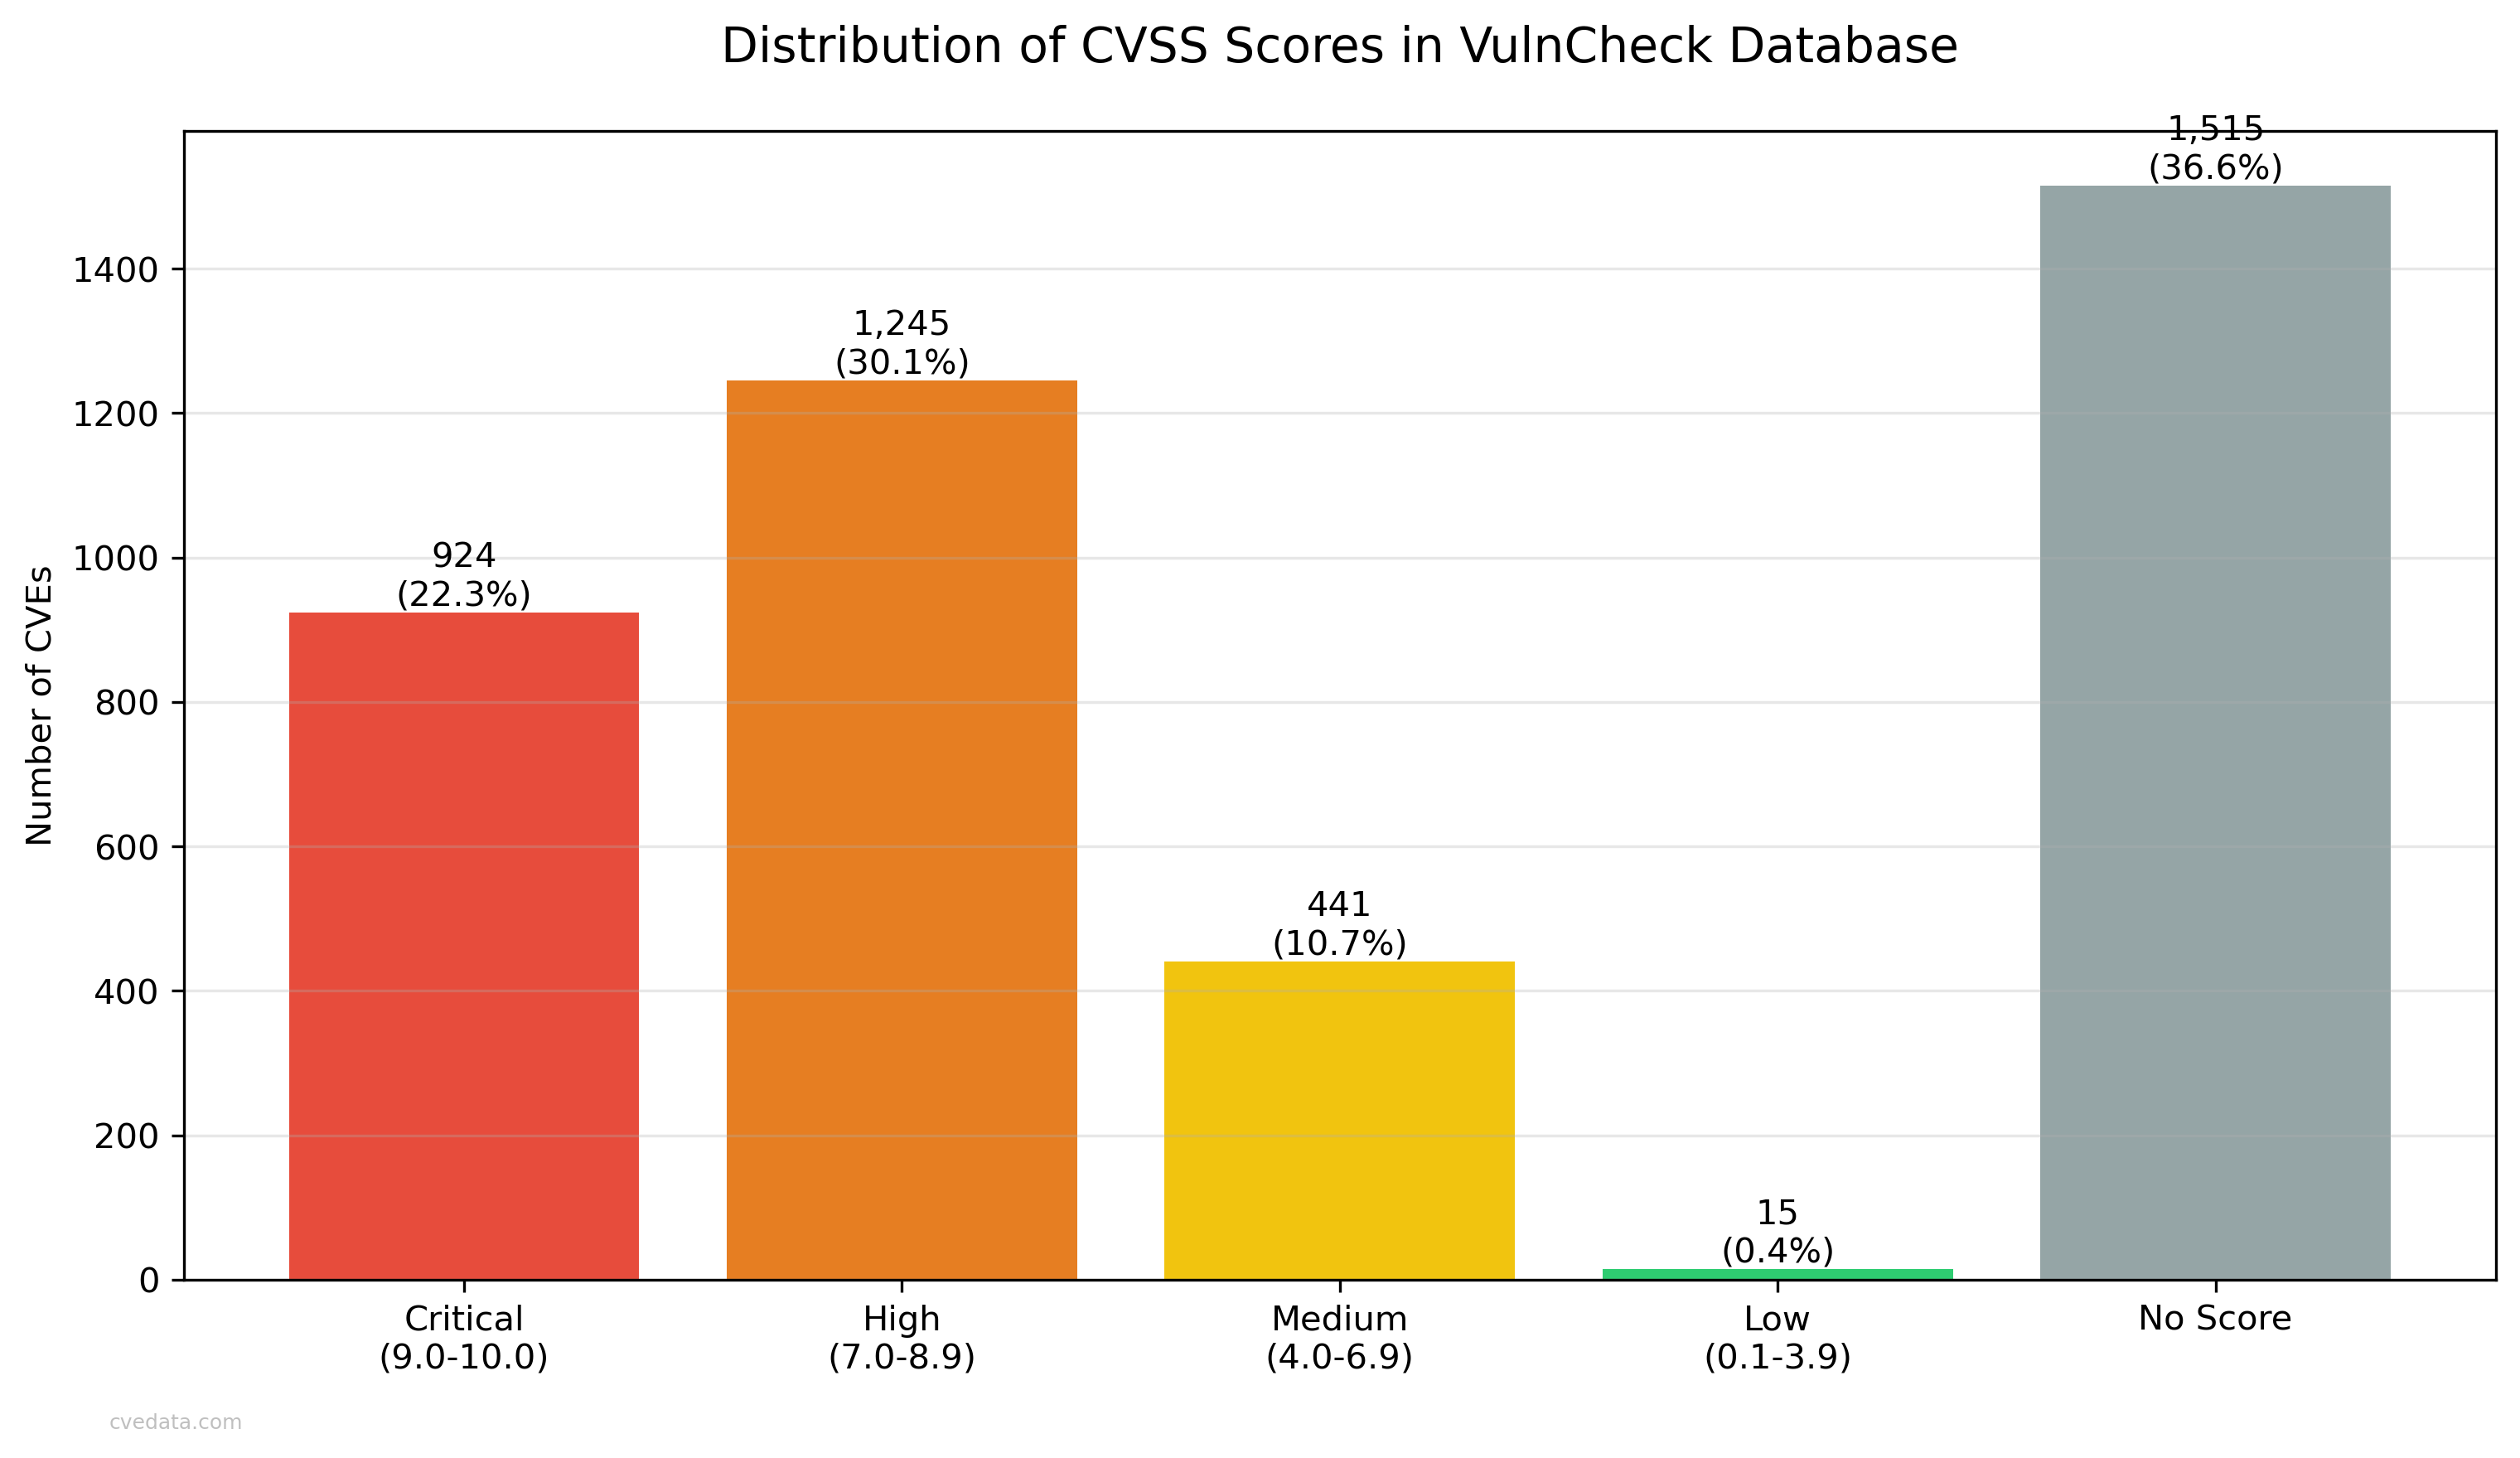 Distribution of CVSS Scores in VulnCheck Database
Number of CVEs
1400
1200
1000
800
600
400
200
0
924
(22.3%)
1,245
(30.1%)
441
(10.7%)
15
(0.4%)
1,515
(36.6%)
Critical
(9.0-10.0)
High
(7.0-8.9)
Medium
(4.0-6.9)
Low
(0.1-3.9)
No Score
cvedata.com